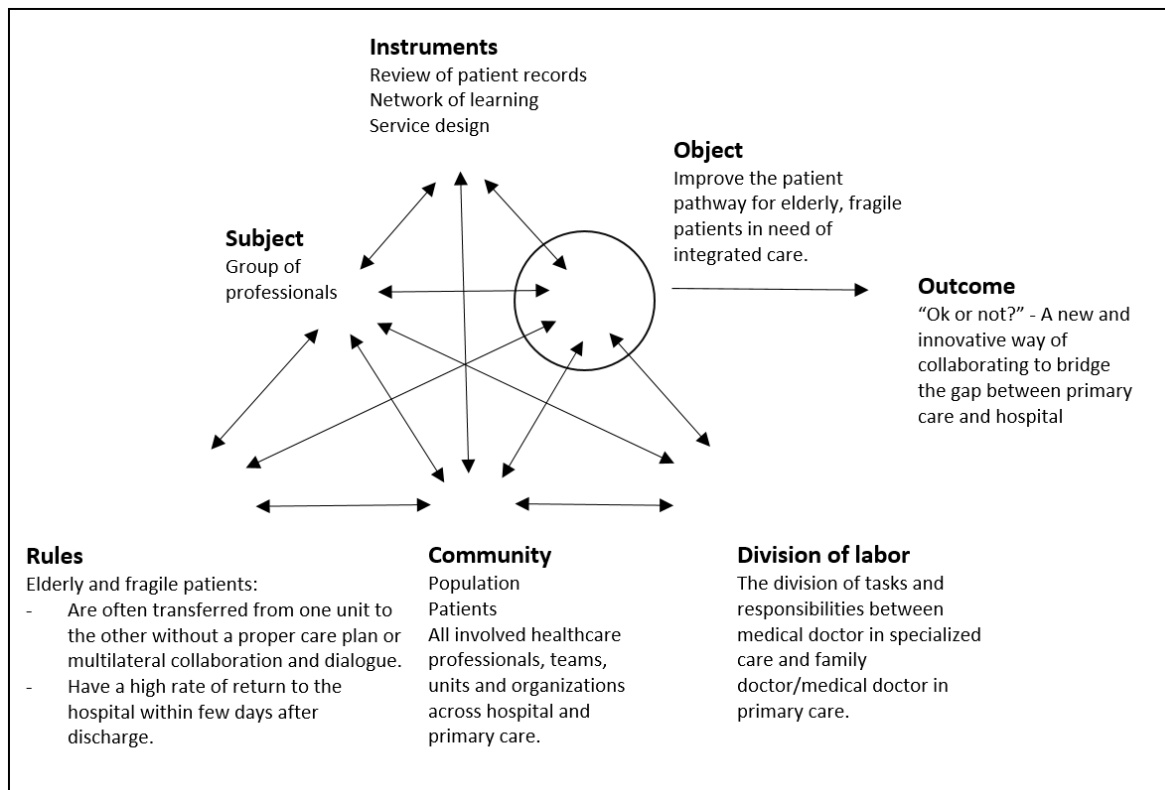 Instruments
Review of patient records
Network of learning
Service design
Object
Improve the patient
pathway for elderly, fragile
patients in need of
integrated care.
Subject
Group of
professionals
Outcome
“Ok or not?” - A new and
innovative way of
collaborating to bridge
the gap between primary
care and hospital
Rules
Elderly and fragile patients:
- Are often transferred from one unit to
the other without a proper care plan or
multilateral collaboration and dialogue.
- Have a high rate of return to the
hospital within few days after
discharge.
Community
Population
Patients
All involved healthcare
professionals, teams,
units and organizations
across hospital and
primary care.
Division of labor
The division of tasks and
responsibilities between
medical doctor in specialized
care and family
doctor/medical doctor in
primary care.